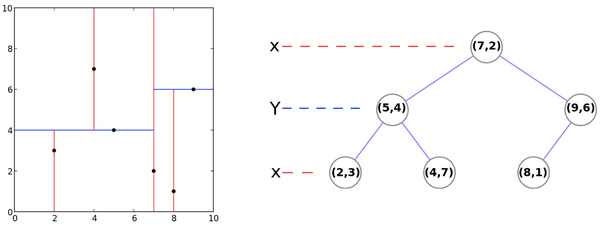 10
8
6
4
2
0
0 2 4 6 8 10
X (7,2)
Y (5,4) (9,6)
X (2,3) (4,7) (8,1)